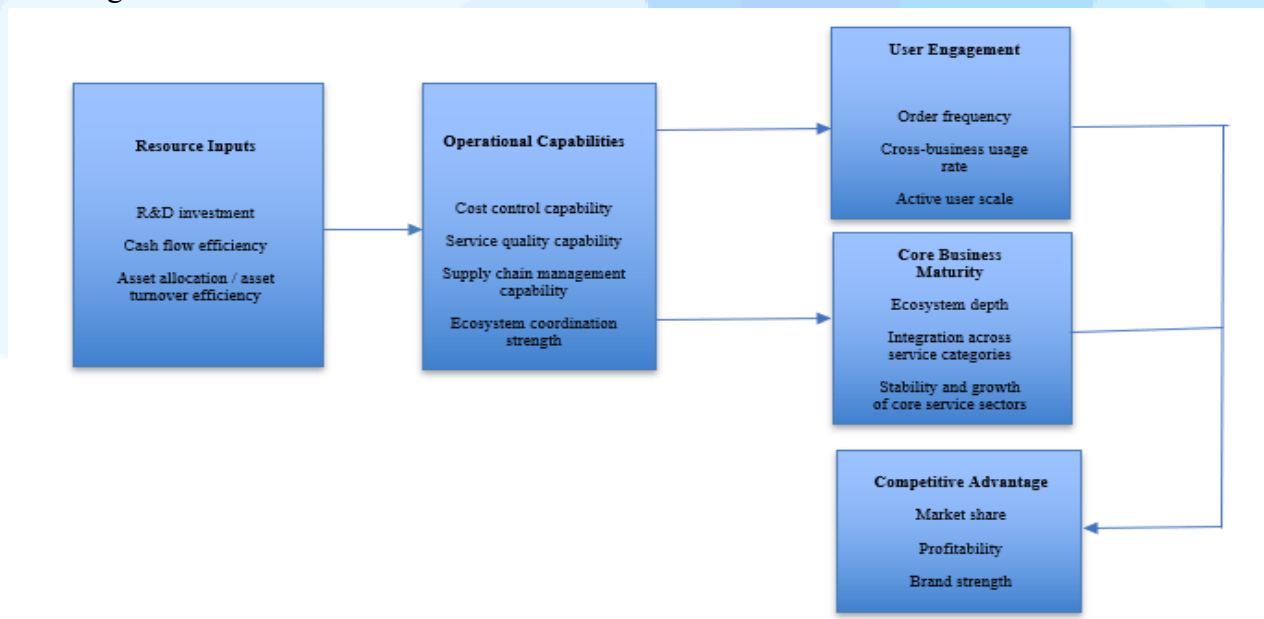 Resource Inputs
R&D investment
Cash flow efficiency
Asset allocation / asset
turnover efficiency
Operational Capabilities
Cost control capability
Service quality capability
Supply chain management
capability
Ecosystem coordination
strength
User Engagement
Order frequency
Cross-business usage
rate
Active user scale
Core Business
Maturity
Ecosystem depth
Integration across
service categories
Stability and growth
of core service sectors
Competitive Advantage
Market share
Profitability
Brand strength